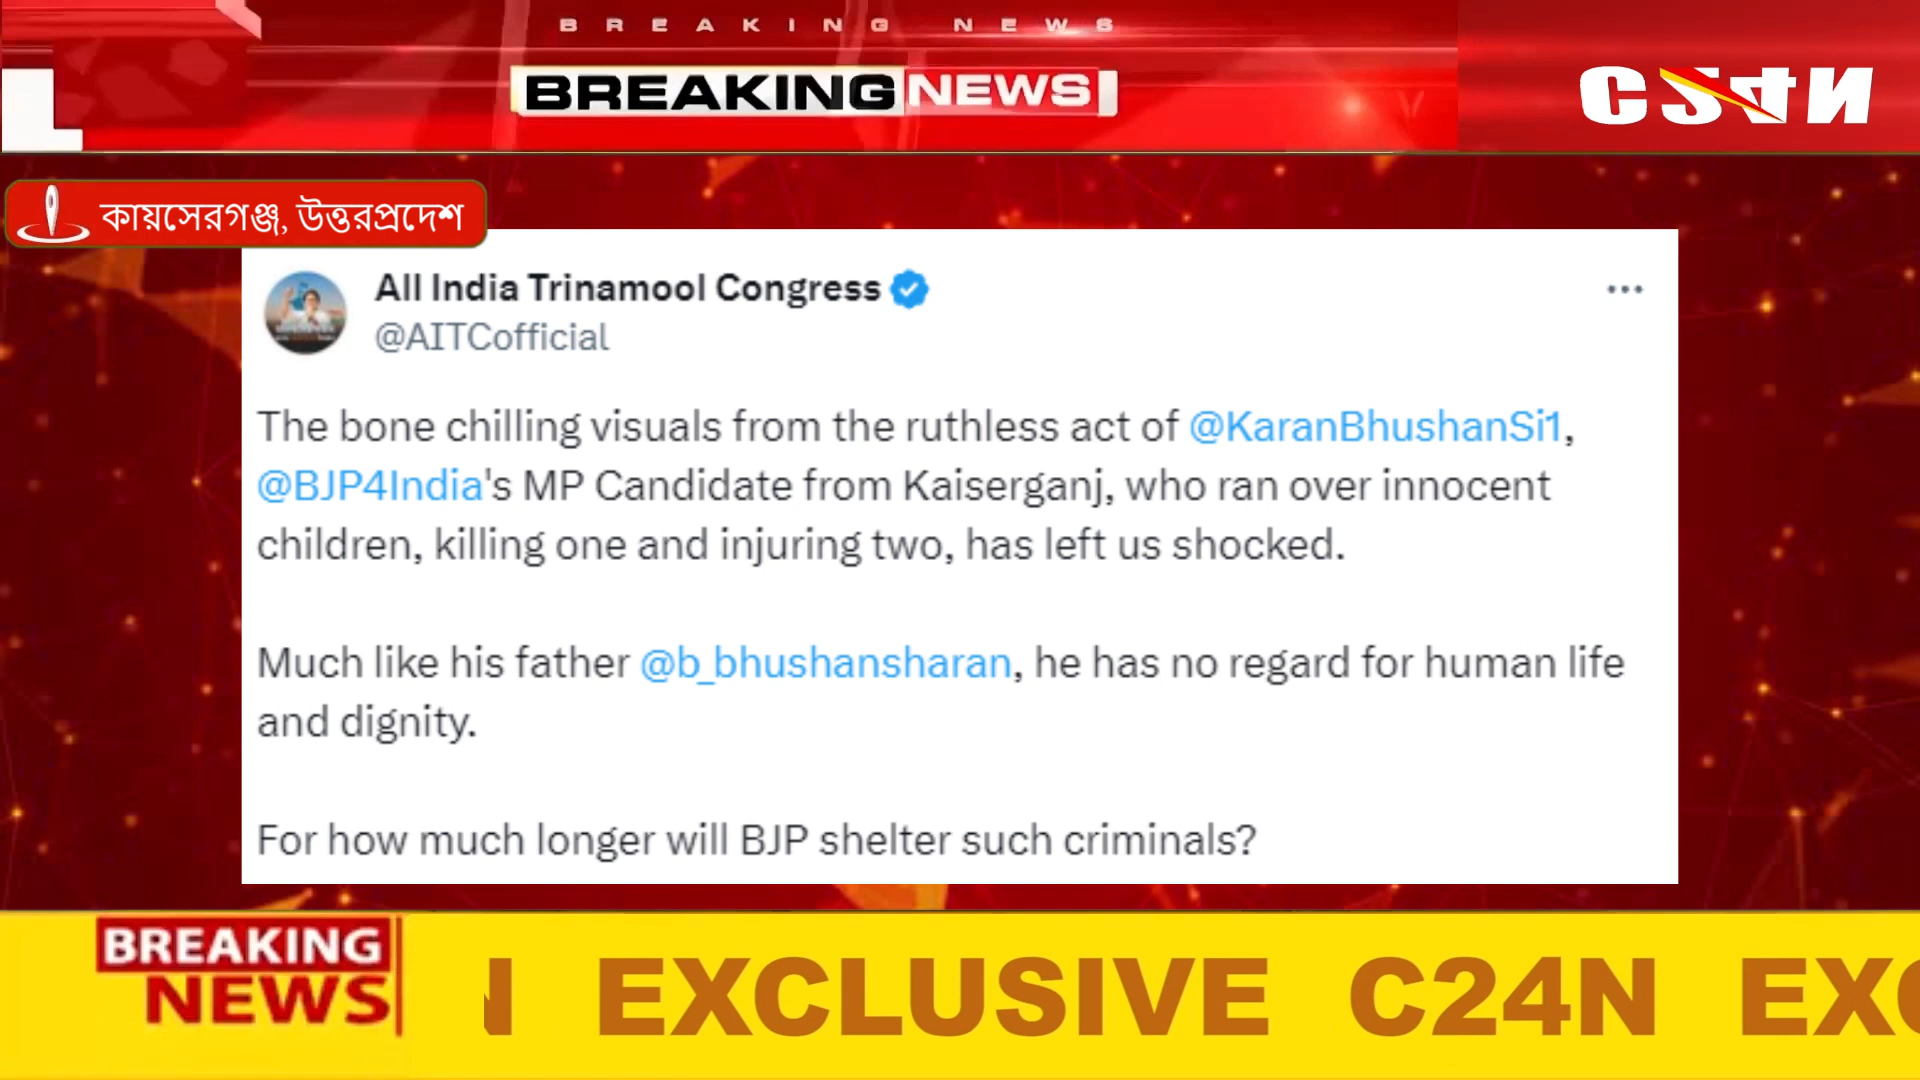 BREAKING NEWS
BREAKING NEWS
C24N
কায়সেরগঞ্জ, উত্তরপ্রদেশ
All India Trinamool Congress
@AITCofficial
The bone chilling visuals from the ruthless act of @KaranBhushanSi1,
@BJP4India's MP Candidate from Kaiserganj, who ran over innocent
children, killing one and injuring two, has left us shocked.
Much like his father @b_bhushansharan, he has no regard for human life
and dignity.
For how much longer will BJP shelter such criminals?
BREAKING
NEWS
N EXCLUSIVE C24N EXC